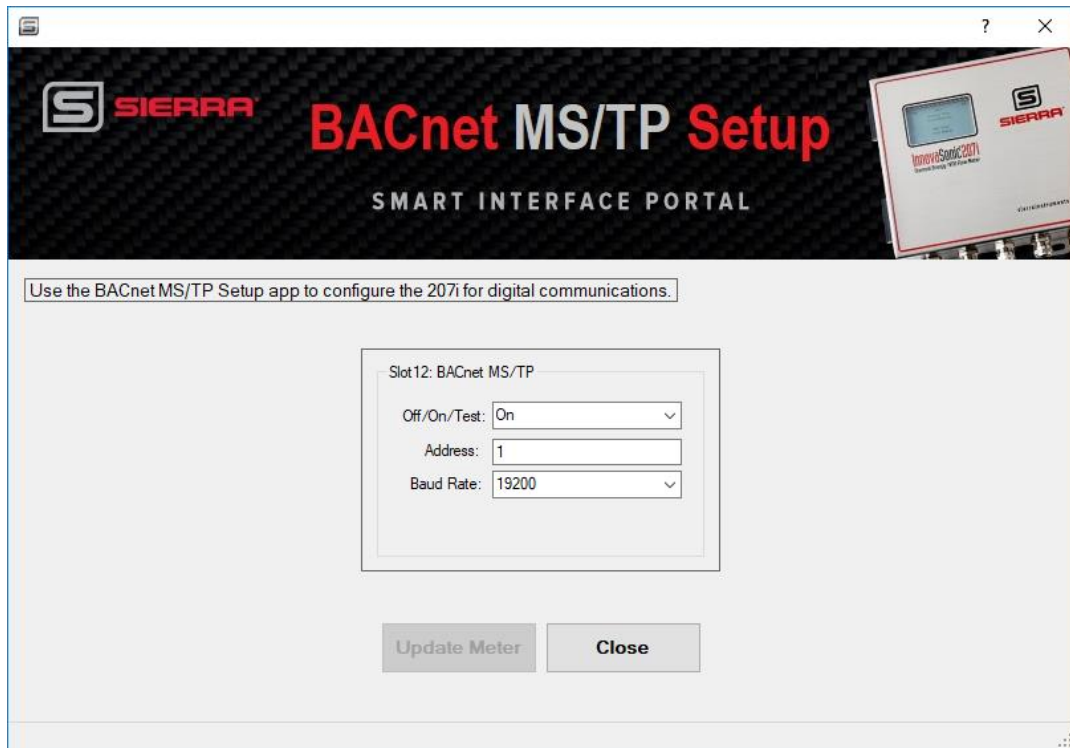 ?
SIERRA
BACnet MS/TP Setup
SMART INTERFACE PORTAL
SIERRA
InnovaSonic 207i
Use the BACnet MS/TP Setup app to configure the 207i for digital communications.
Slot12: BACnet MS/TP
Off/On/Test: On
Address: 1
Baud Rate: 19200
Update Meter
Close